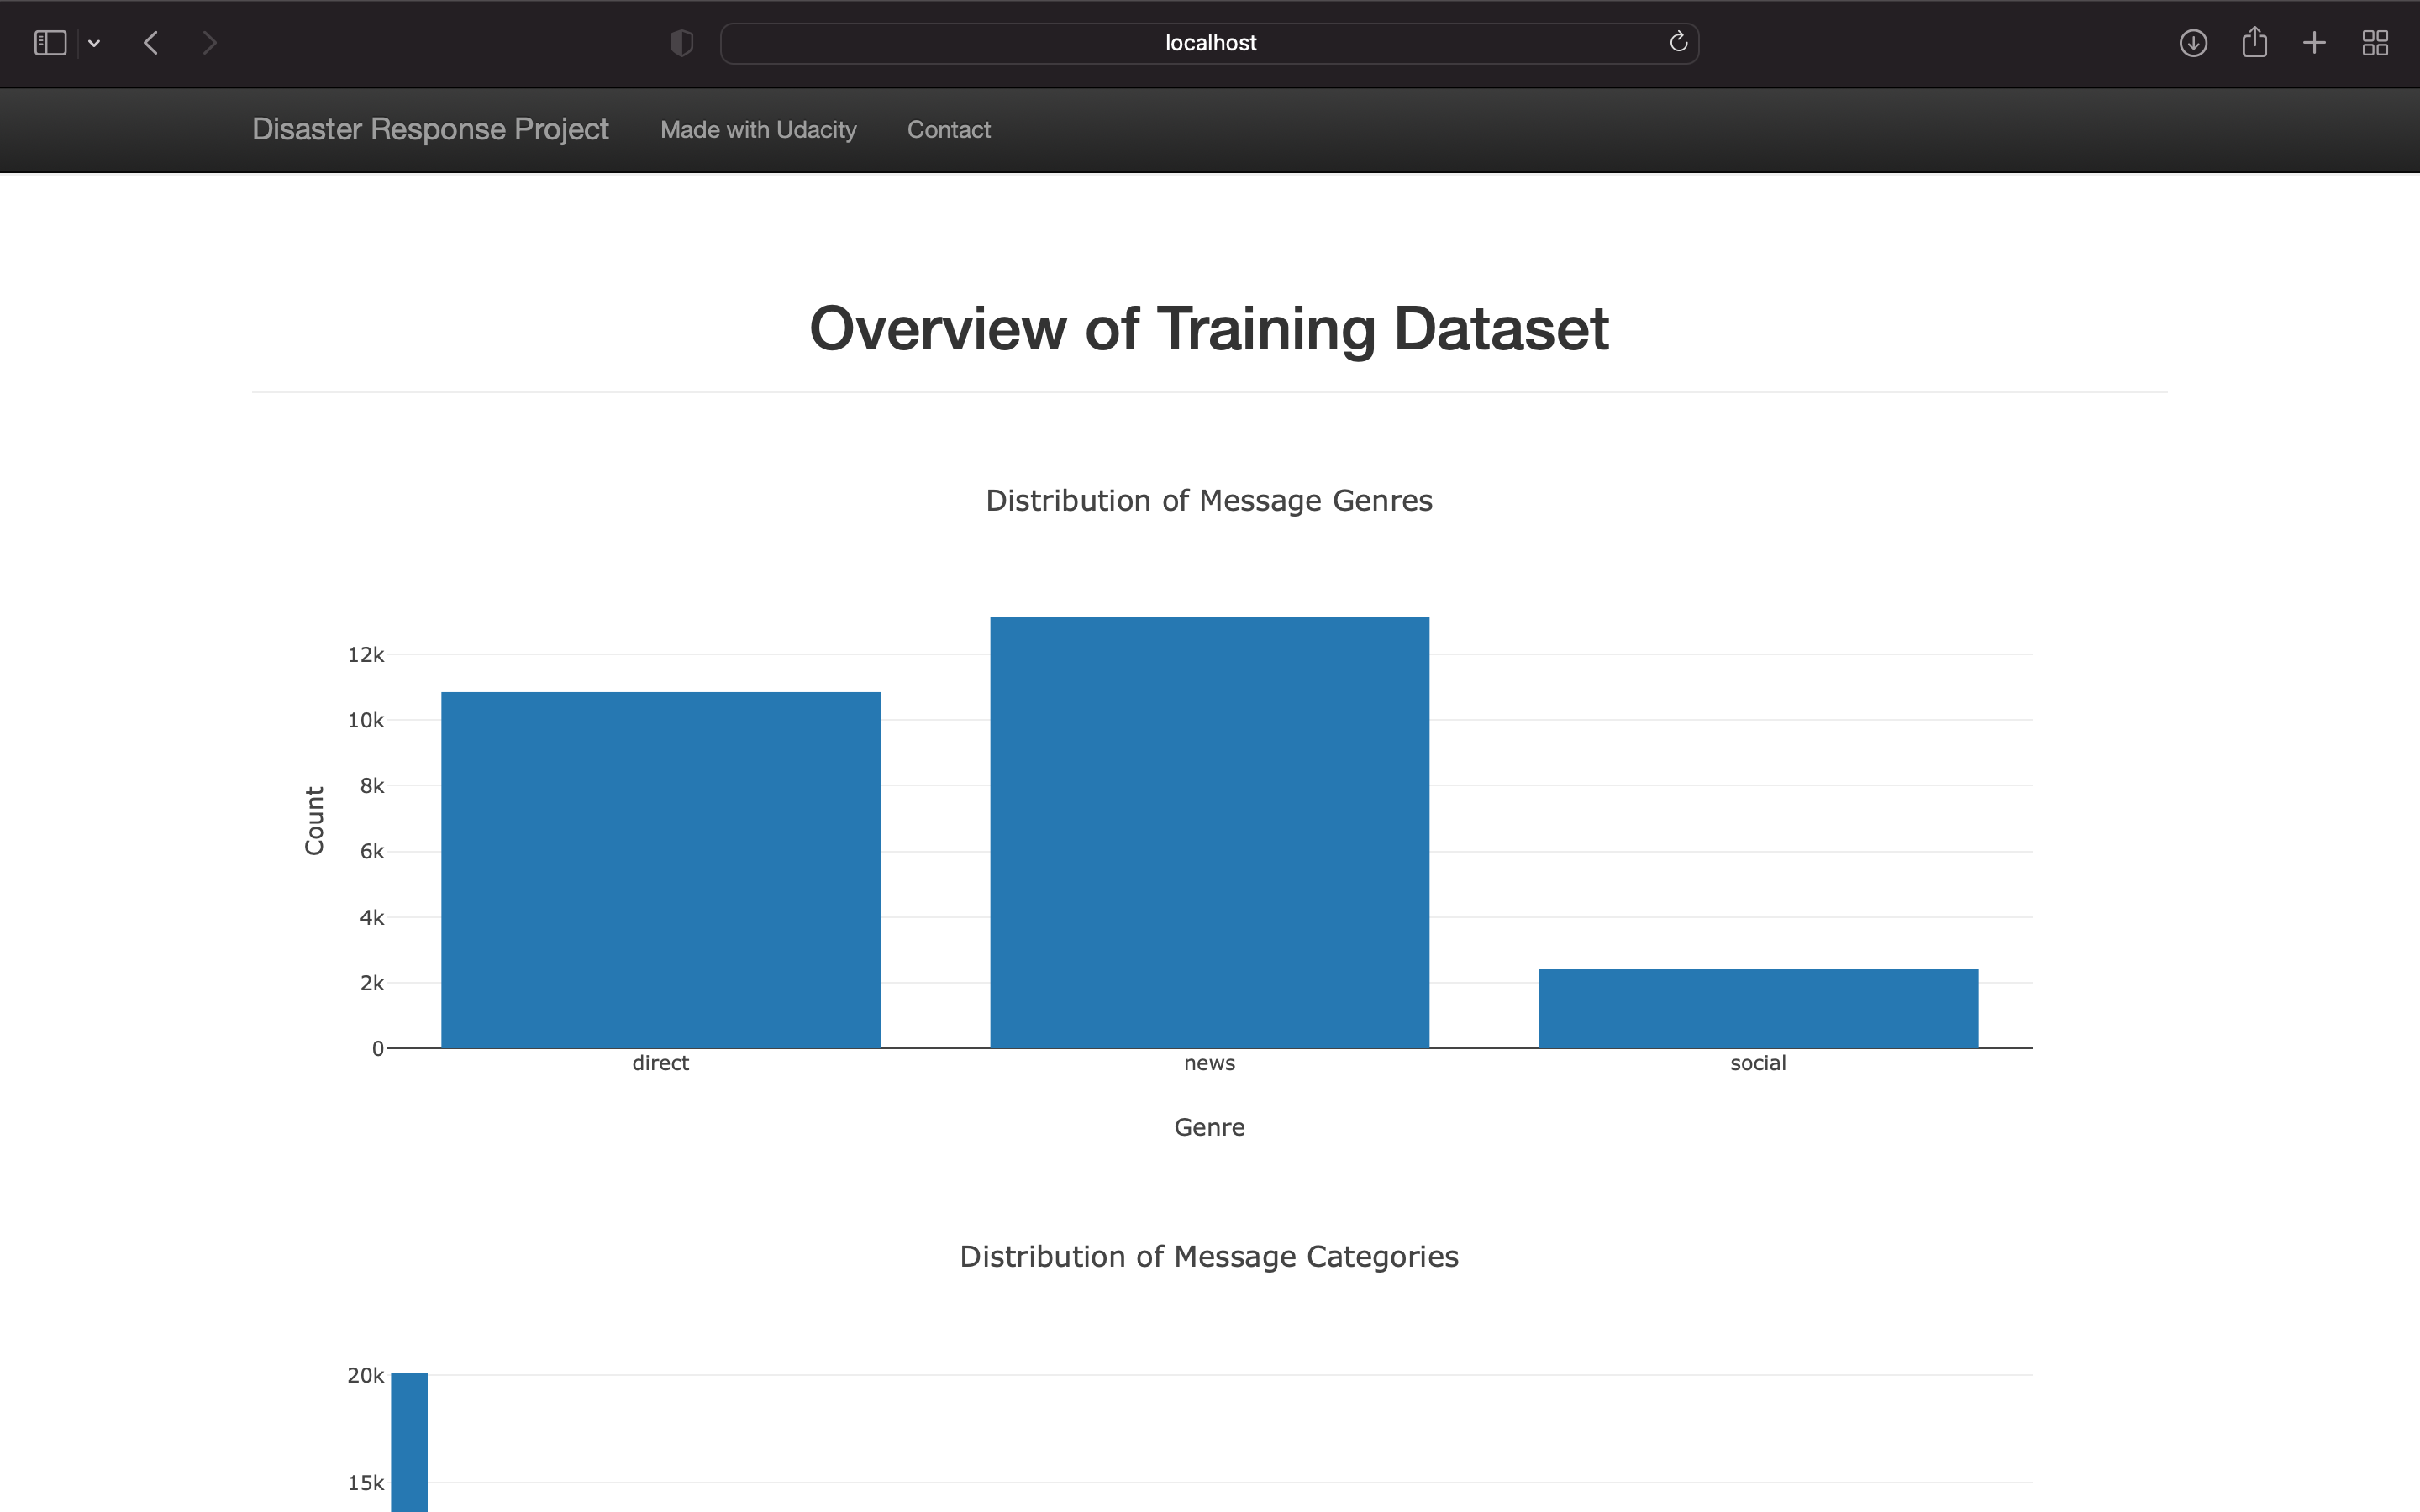 localhost
Disaster Response Project Made with Udacity Contact
Overview of Training Dataset
Distribution of Message Genres
12k
10k
8k
6k
4k
2k
0
Count
direct news social
Genre
Distribution of Message Categories
20k
15k